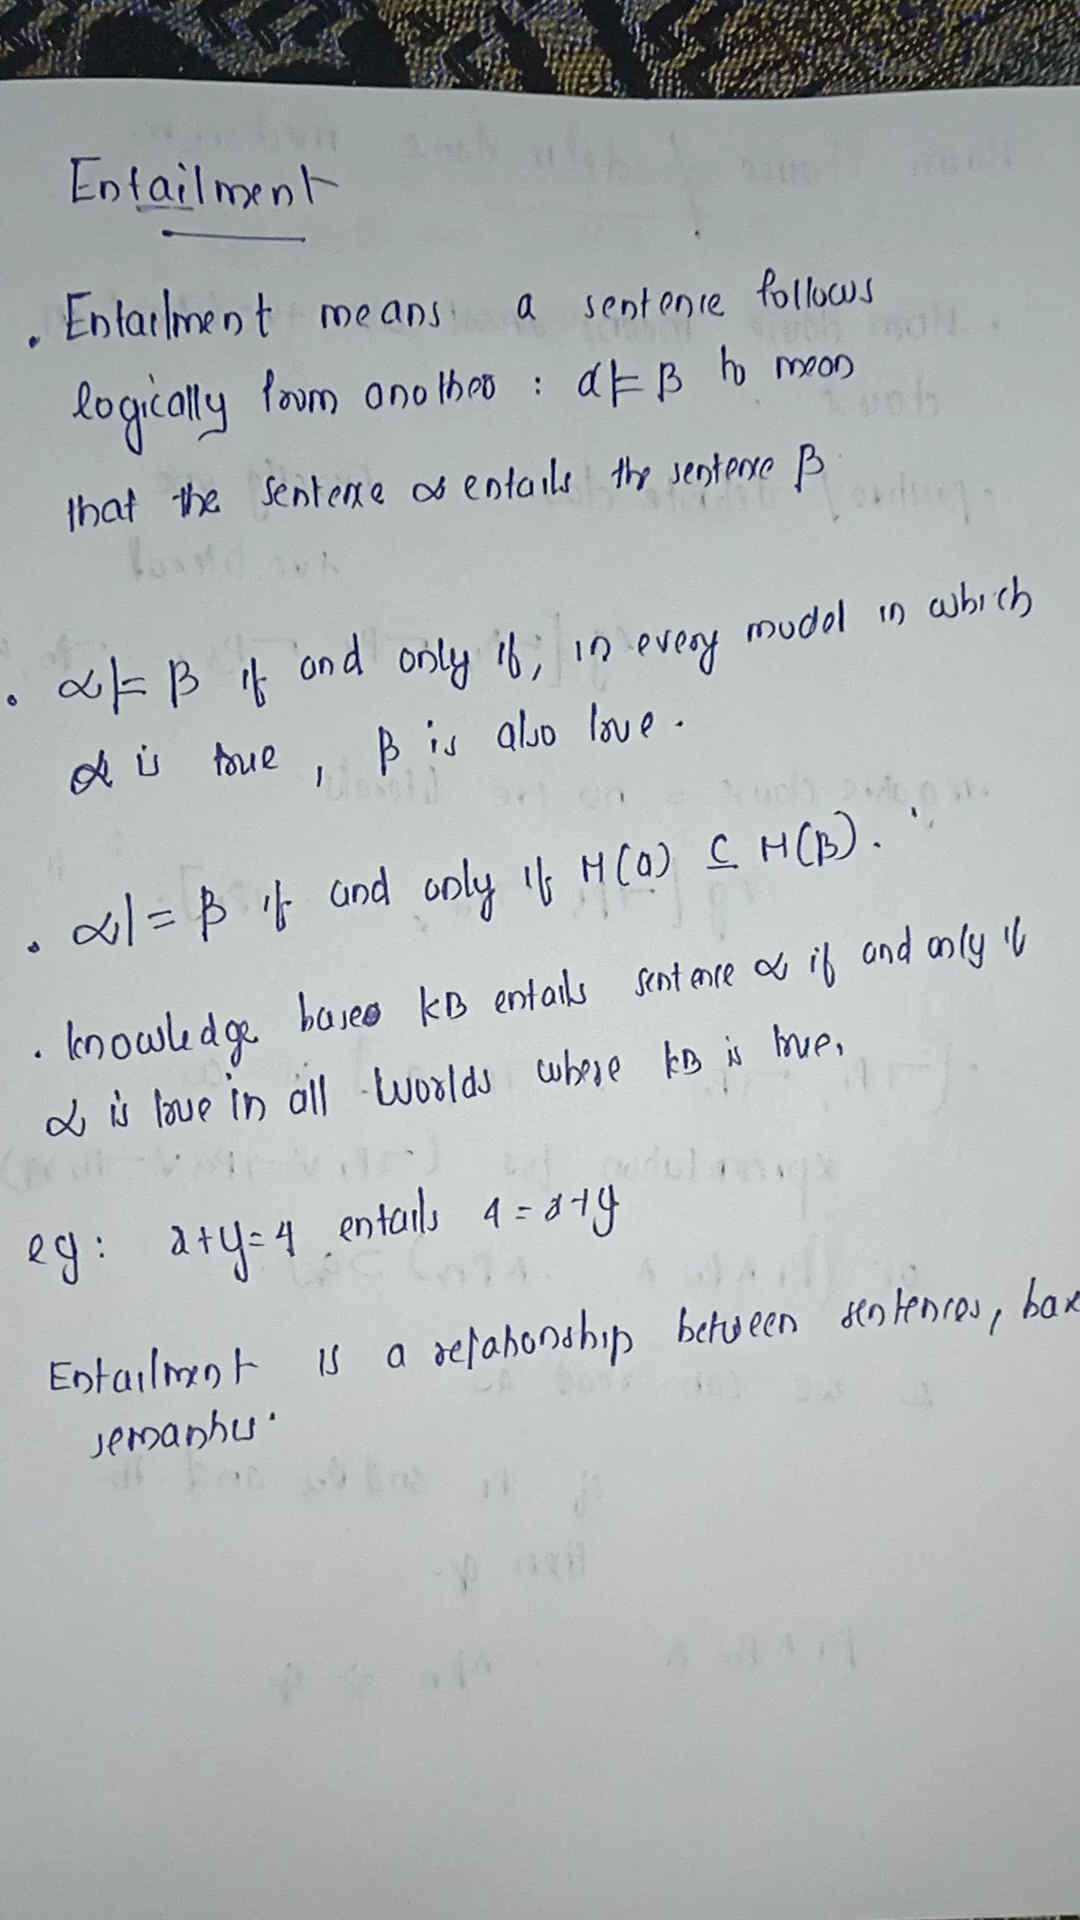 Entailment
. Entailment means a sentence follows
logically from another : α ⊨ β to mean
that the sentence α entails the sentence β
. α ⊨ β if and only if, in every model in which
α is true , β is also true .
. α |= β if and only if M(α) ⊆ M(β).
. knowledge bases KB entails sentence α if and only if
α is true in all worlds where KB is true.
eg : x+y=4 entails 4=x+y
Entailment is a relationship between sentences, base
semantics.